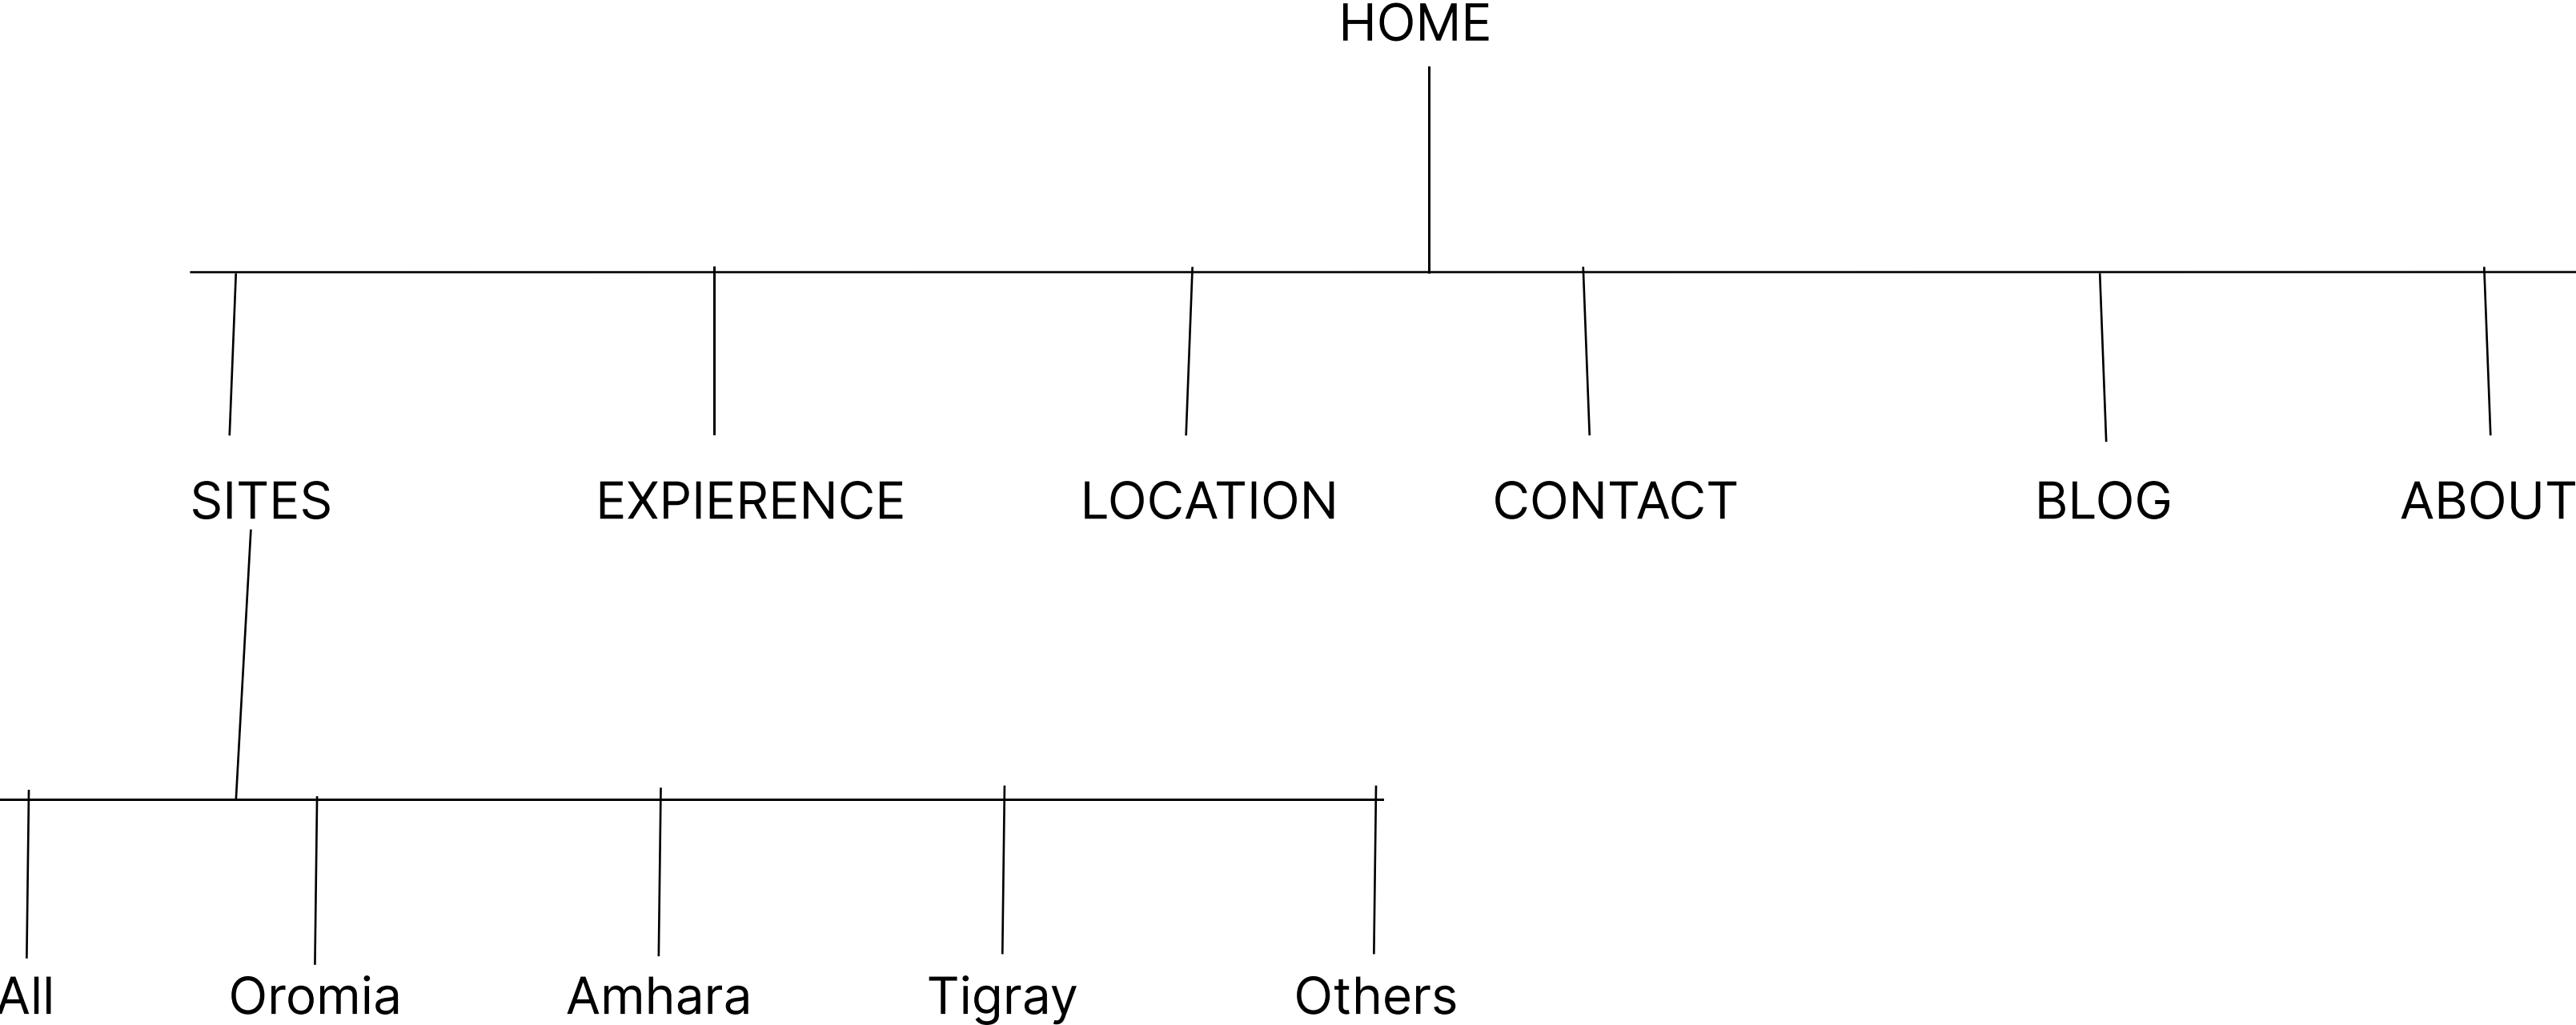 HOME
SITES EXPIERENCE LOCATION CONTACT BLOG ABOUT
All Oromia Amhara Tigray Others